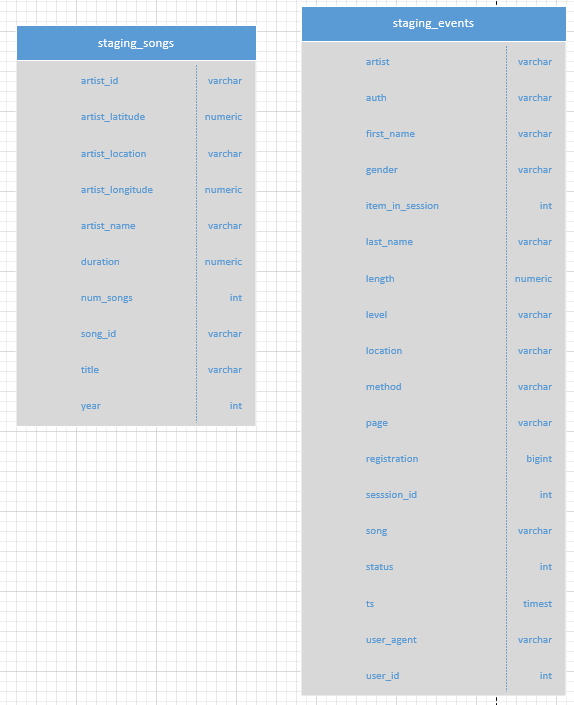 staging_songs
artist_id varchar
artist_latitude numeric
artist_location varchar
artist_longitude numeric
artist_name varchar
duration numeric
num_songs int
song_id varchar
title varchar
year int
staging_events
artist varchar
auth varchar
first_name varchar
gender varchar
item_in_session int
last_name varchar
length numeric
level varchar
location varchar
method varchar
page varchar
registration bigint
sesssion_id int
song varchar
status int
ts timest
user_agent varchar
user_id int